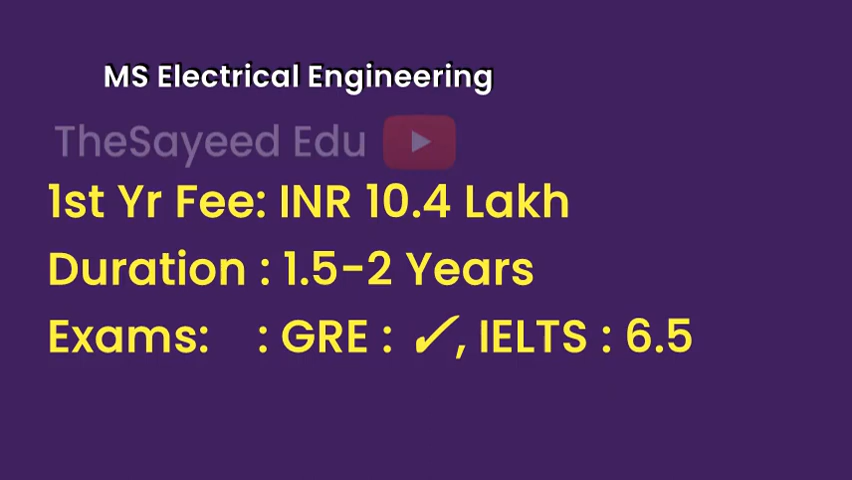 MS Electrical Engineering
TheSayeed Edu
1st Yr Fee: INR 10.4 Lakh
Duration : 1.5-2 Years
Exams: : GRE : ✓, IELTS : 6.5